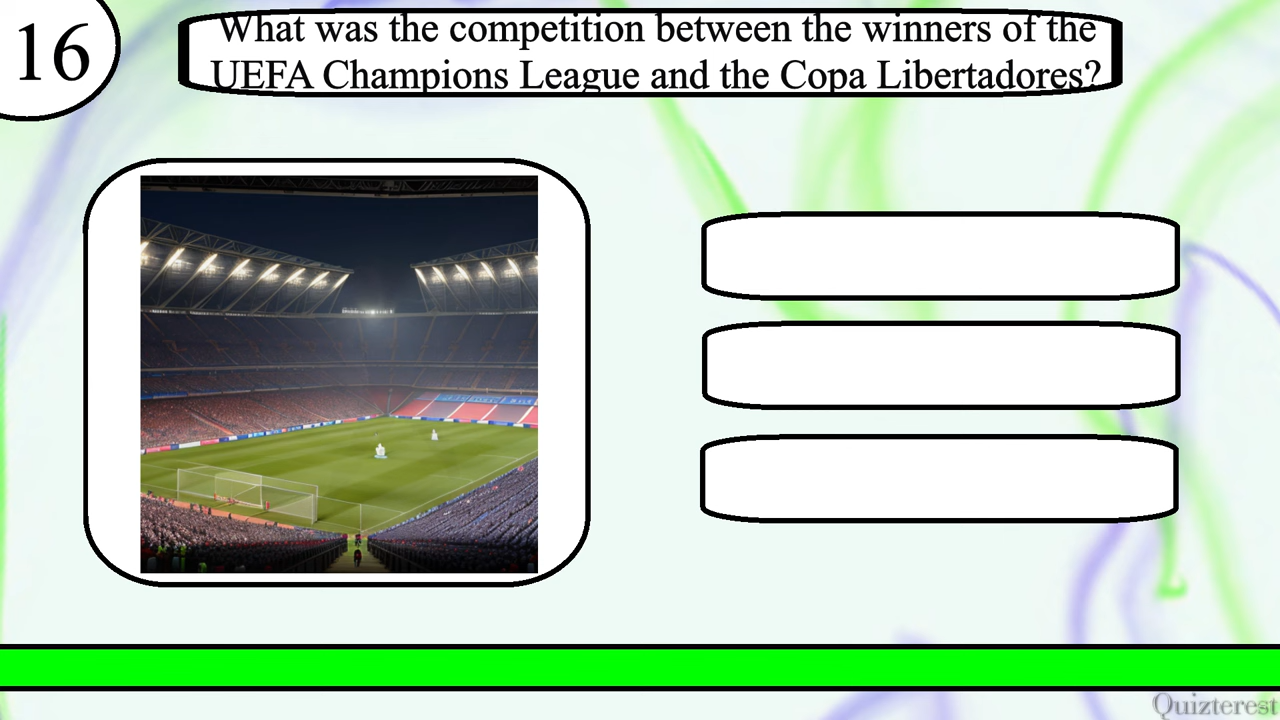 16
What was the competition between the winners of the
UEFA Champions League and the Copa Libertadores?
Quizterest